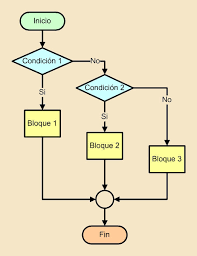 Inicio
Condición 1
No
Si
Condición 2
Si
No
Bloque 1
Bloque 2
Bloque 3
Fin